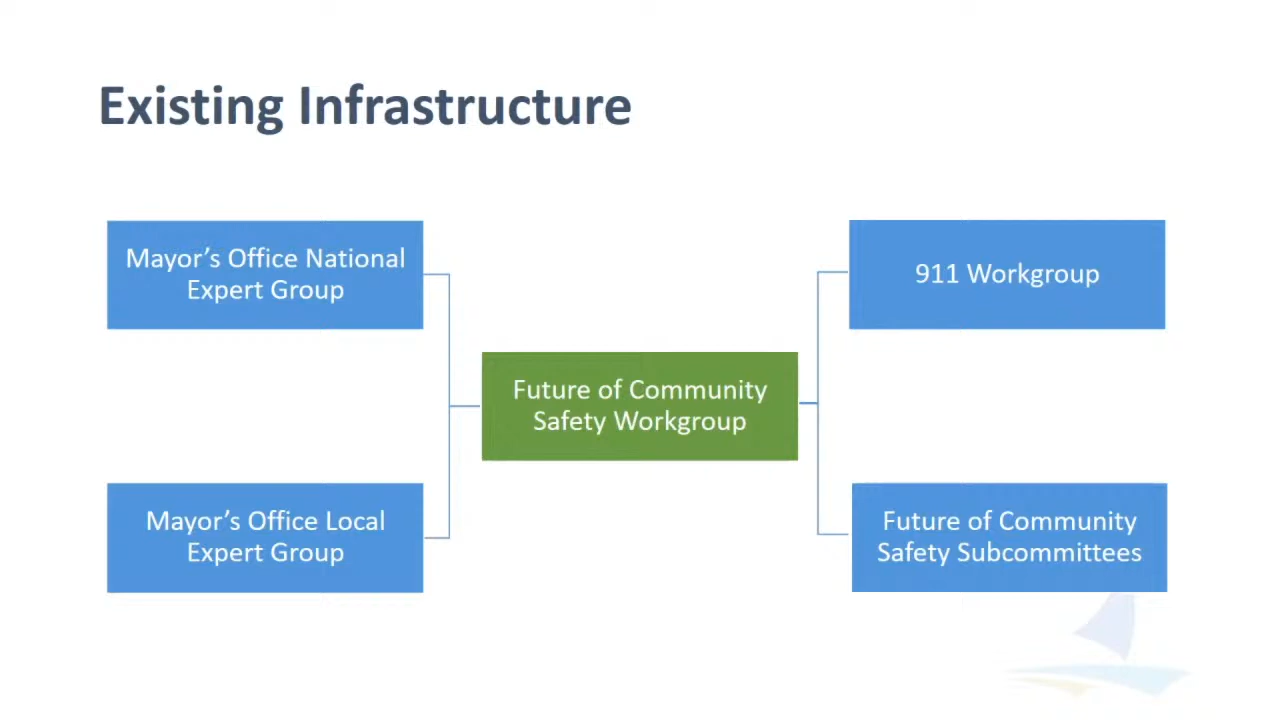 Existing Infrastructure
Mayor’s Office National
Expert Group
911 Workgroup
Future of Community
Safety Workgroup
Mayor’s Office Local
Expert Group
Future of Community
Safety Subcommittees